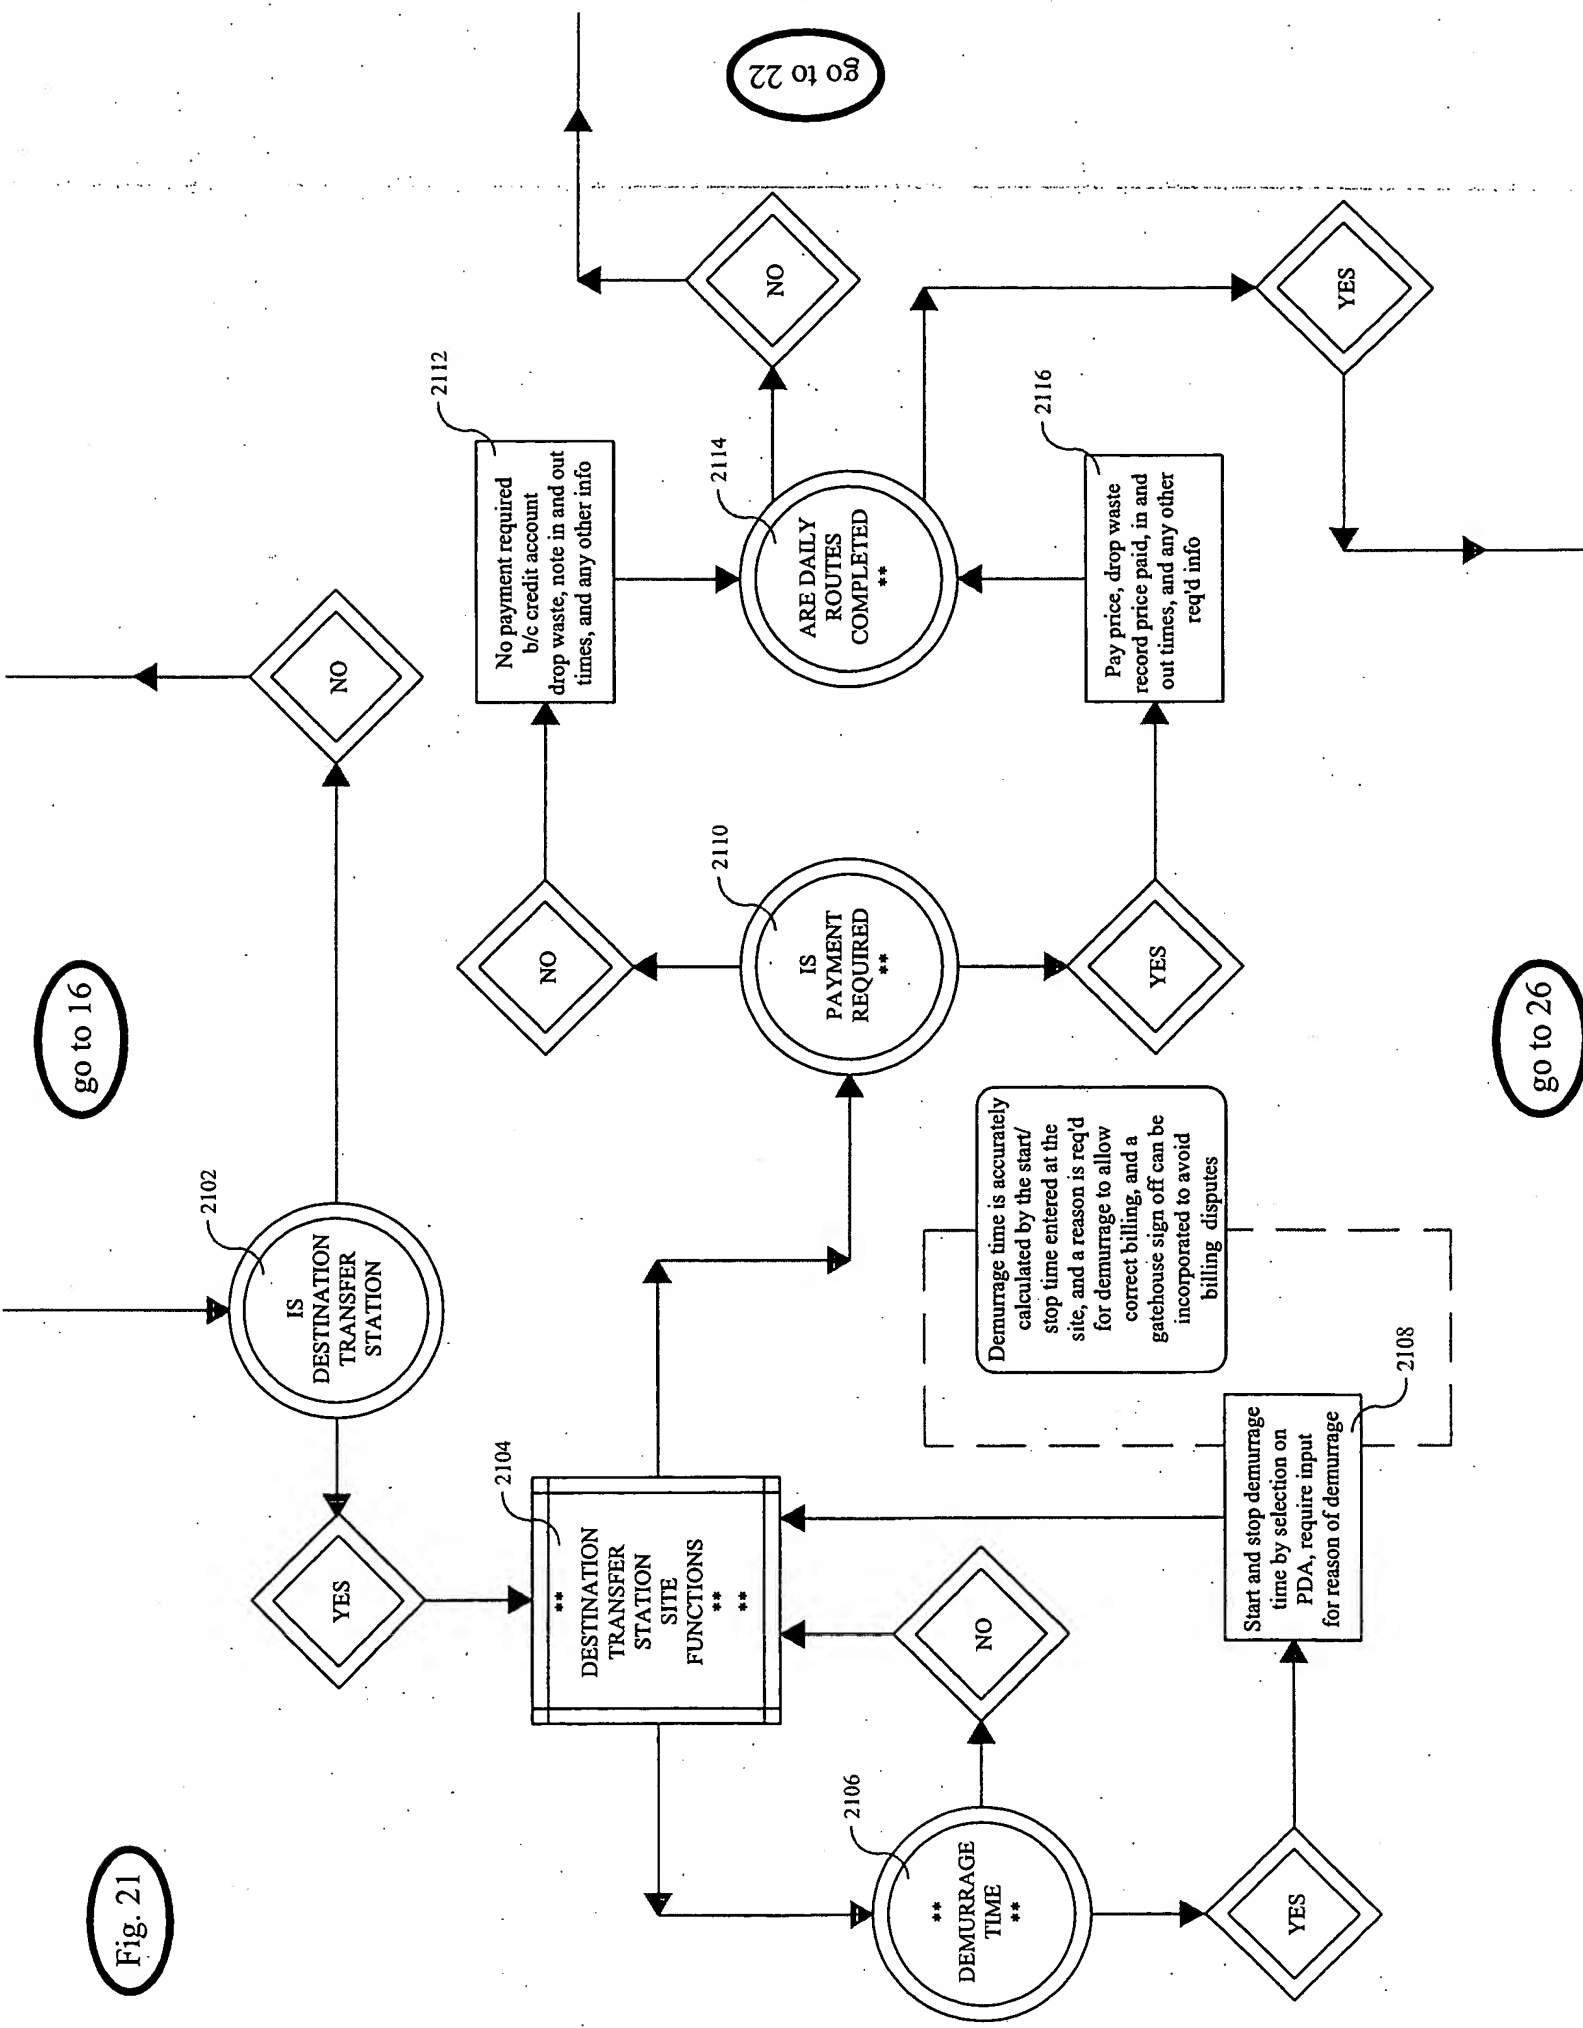 Fig. 21
go to 16
2102
IS
DESTINATION
TRANSFER
STATION
YES
NO
2104
**
DESTINATION
TRANSFER
STATION
SITE
FUNCTIONS
**
**
2106
**
DEMURRAGE
TIME
**
NO
YES
Start and stop demurrage
time by selection on
PDA, require input
for reason of demurrage
2108
Demurrage time is accurately
calculated by the start/
stop time entered at the
site, and a reason is req'd
for demurrage to allow
correct billing, and a
gatehouse sign off can be
incorporated to avoid
billing disputes
2110
IS
PAYMENT
REQUIRED
**
NO
YES
2112
No payment required
b/c credit account
drop waste, note in and out
times, and any other info
2114
ARE DAILY
ROUTES
COMPLETED
**
2116
Pay price, drop waste
record price paid, in and
out times, and any other
req'd info
NO
YES
go to 22
go to 26